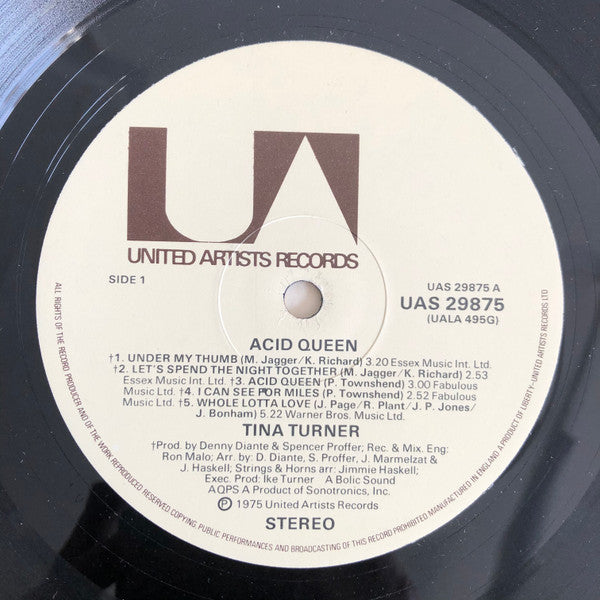 UA
UNITED ARTISTS RECORDS
SIDE 1
UAS 29875 A
UAS 29875
(UALA 495G)
ACID QUEEN
†1. UNDER MY THUMB (M. Jagger/K. Richard) 3.20 Essex Music Int. Ltd.
†2. LET'S SPEND THE NIGHT TOGETHER (M. Jagger/K. Richard) 2.53
Essex Music Int. Ltd. †3. ACID QUEEN (P. Townshend) 3.00 Fabulous
Music Ltd. †4. I CAN SEE FOR MILES (P. Townshend) 2.52 Fabulous
Music Ltd. †5. WHOLE LOTTA LOVE (J. Page/R. Plant/J. P. Jones/
J. Bonham) 5.22 Warner Bros. Music Ltd.
TINA TURNER
†Prod. by Denny Diante & Spencer Proffer; Rec. & Mix. Eng:
Ron Malo; Arr. by: D. Diante, S. Proffer, J. Marmelzat &
J. Haskell; Strings & Horns arr: Jimmie Haskell;
Exec. Prod: Ike Turner A Bolic Sound
AQPS A Product of Sonotronics, Inc.
Ⓟ 1975 United Artists Records
STEREO
ALL RIGHTS OF THE RECORD PRODUCER AND OF THE OWNER OF THE WORK REPRODUCED RESERVED COPYING, PUBLIC PERFORMANCES AND BROADCASTING OF THIS RECORD PROHIBITED MANUFACTURED IN ENGLAND A PRODUCT OF LIBERTY-UNITED ARTISTS RECORDS LTD